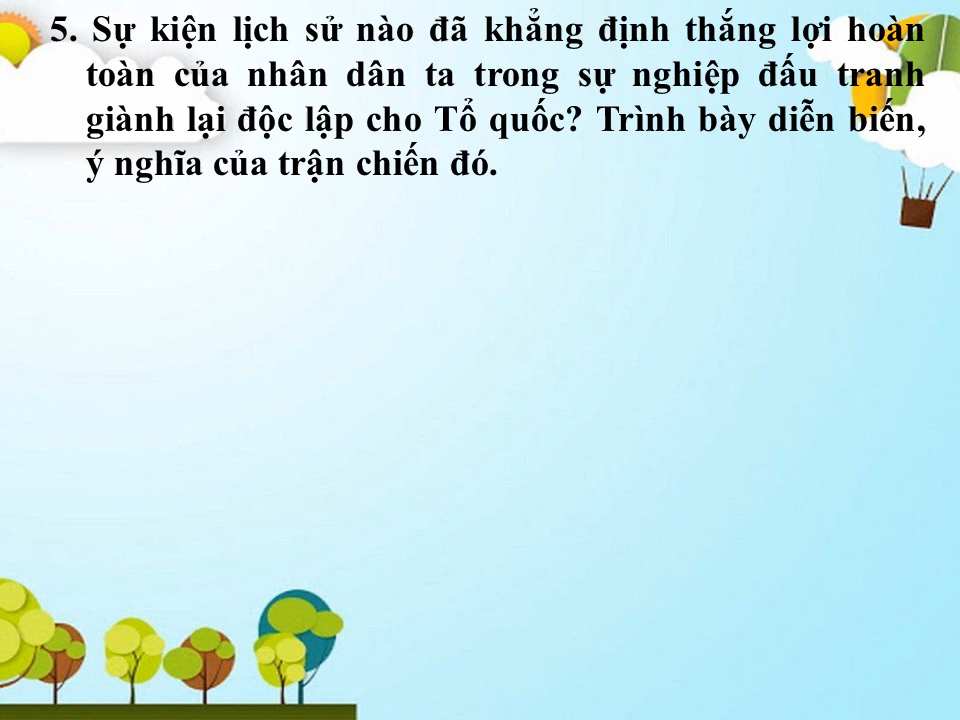 5. Sự kiện lịch sử nào đã khẳng định thắng lợi hoàn
toàn của nhân dân ta trong sự nghiệp đấu tranh
giành lại độc lập cho Tổ quốc? Trình bày diễn biến,
ý nghĩa của trận chiến đó.